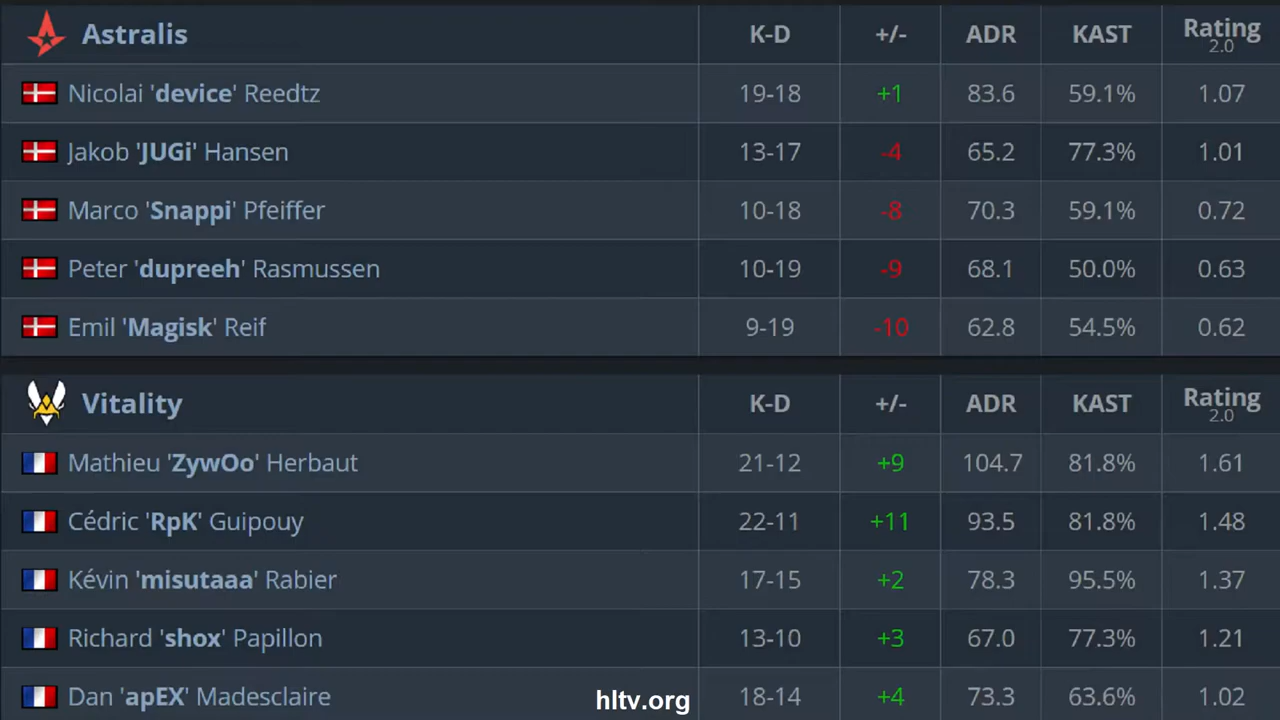 Astralis K-D +/- ADR KAST Rating 2.0
Nicolai 'device' Reedtz 19-18 +1 83.6 59.1% 1.07
Jakob 'JUGi' Hansen 13-17 -4 65.2 77.3% 1.01
Marco 'Snappi' Pfeiffer 10-18 -8 70.3 59.1% 0.72
Peter 'dupreeh' Rasmussen 10-19 -9 68.1 50.0% 0.63
Emil 'Magisk' Reif 9-19 -10 62.8 54.5% 0.62
Vitality K-D +/- ADR KAST Rating 2.0
Mathieu 'ZywOo' Herbaut 21-12 +9 104.7 81.8% 1.61
Cédric 'RpK' Guipouy 22-11 +11 93.5 81.8% 1.48
Kévin 'misutaaa' Rabier 17-15 +2 78.3 95.5% 1.37
Richard 'shox' Papillon 13-10 +3 67.0 77.3% 1.21
Dan 'apEX' Madesclaire 18-14 +4 73.3 63.6% 1.02
hltv.org